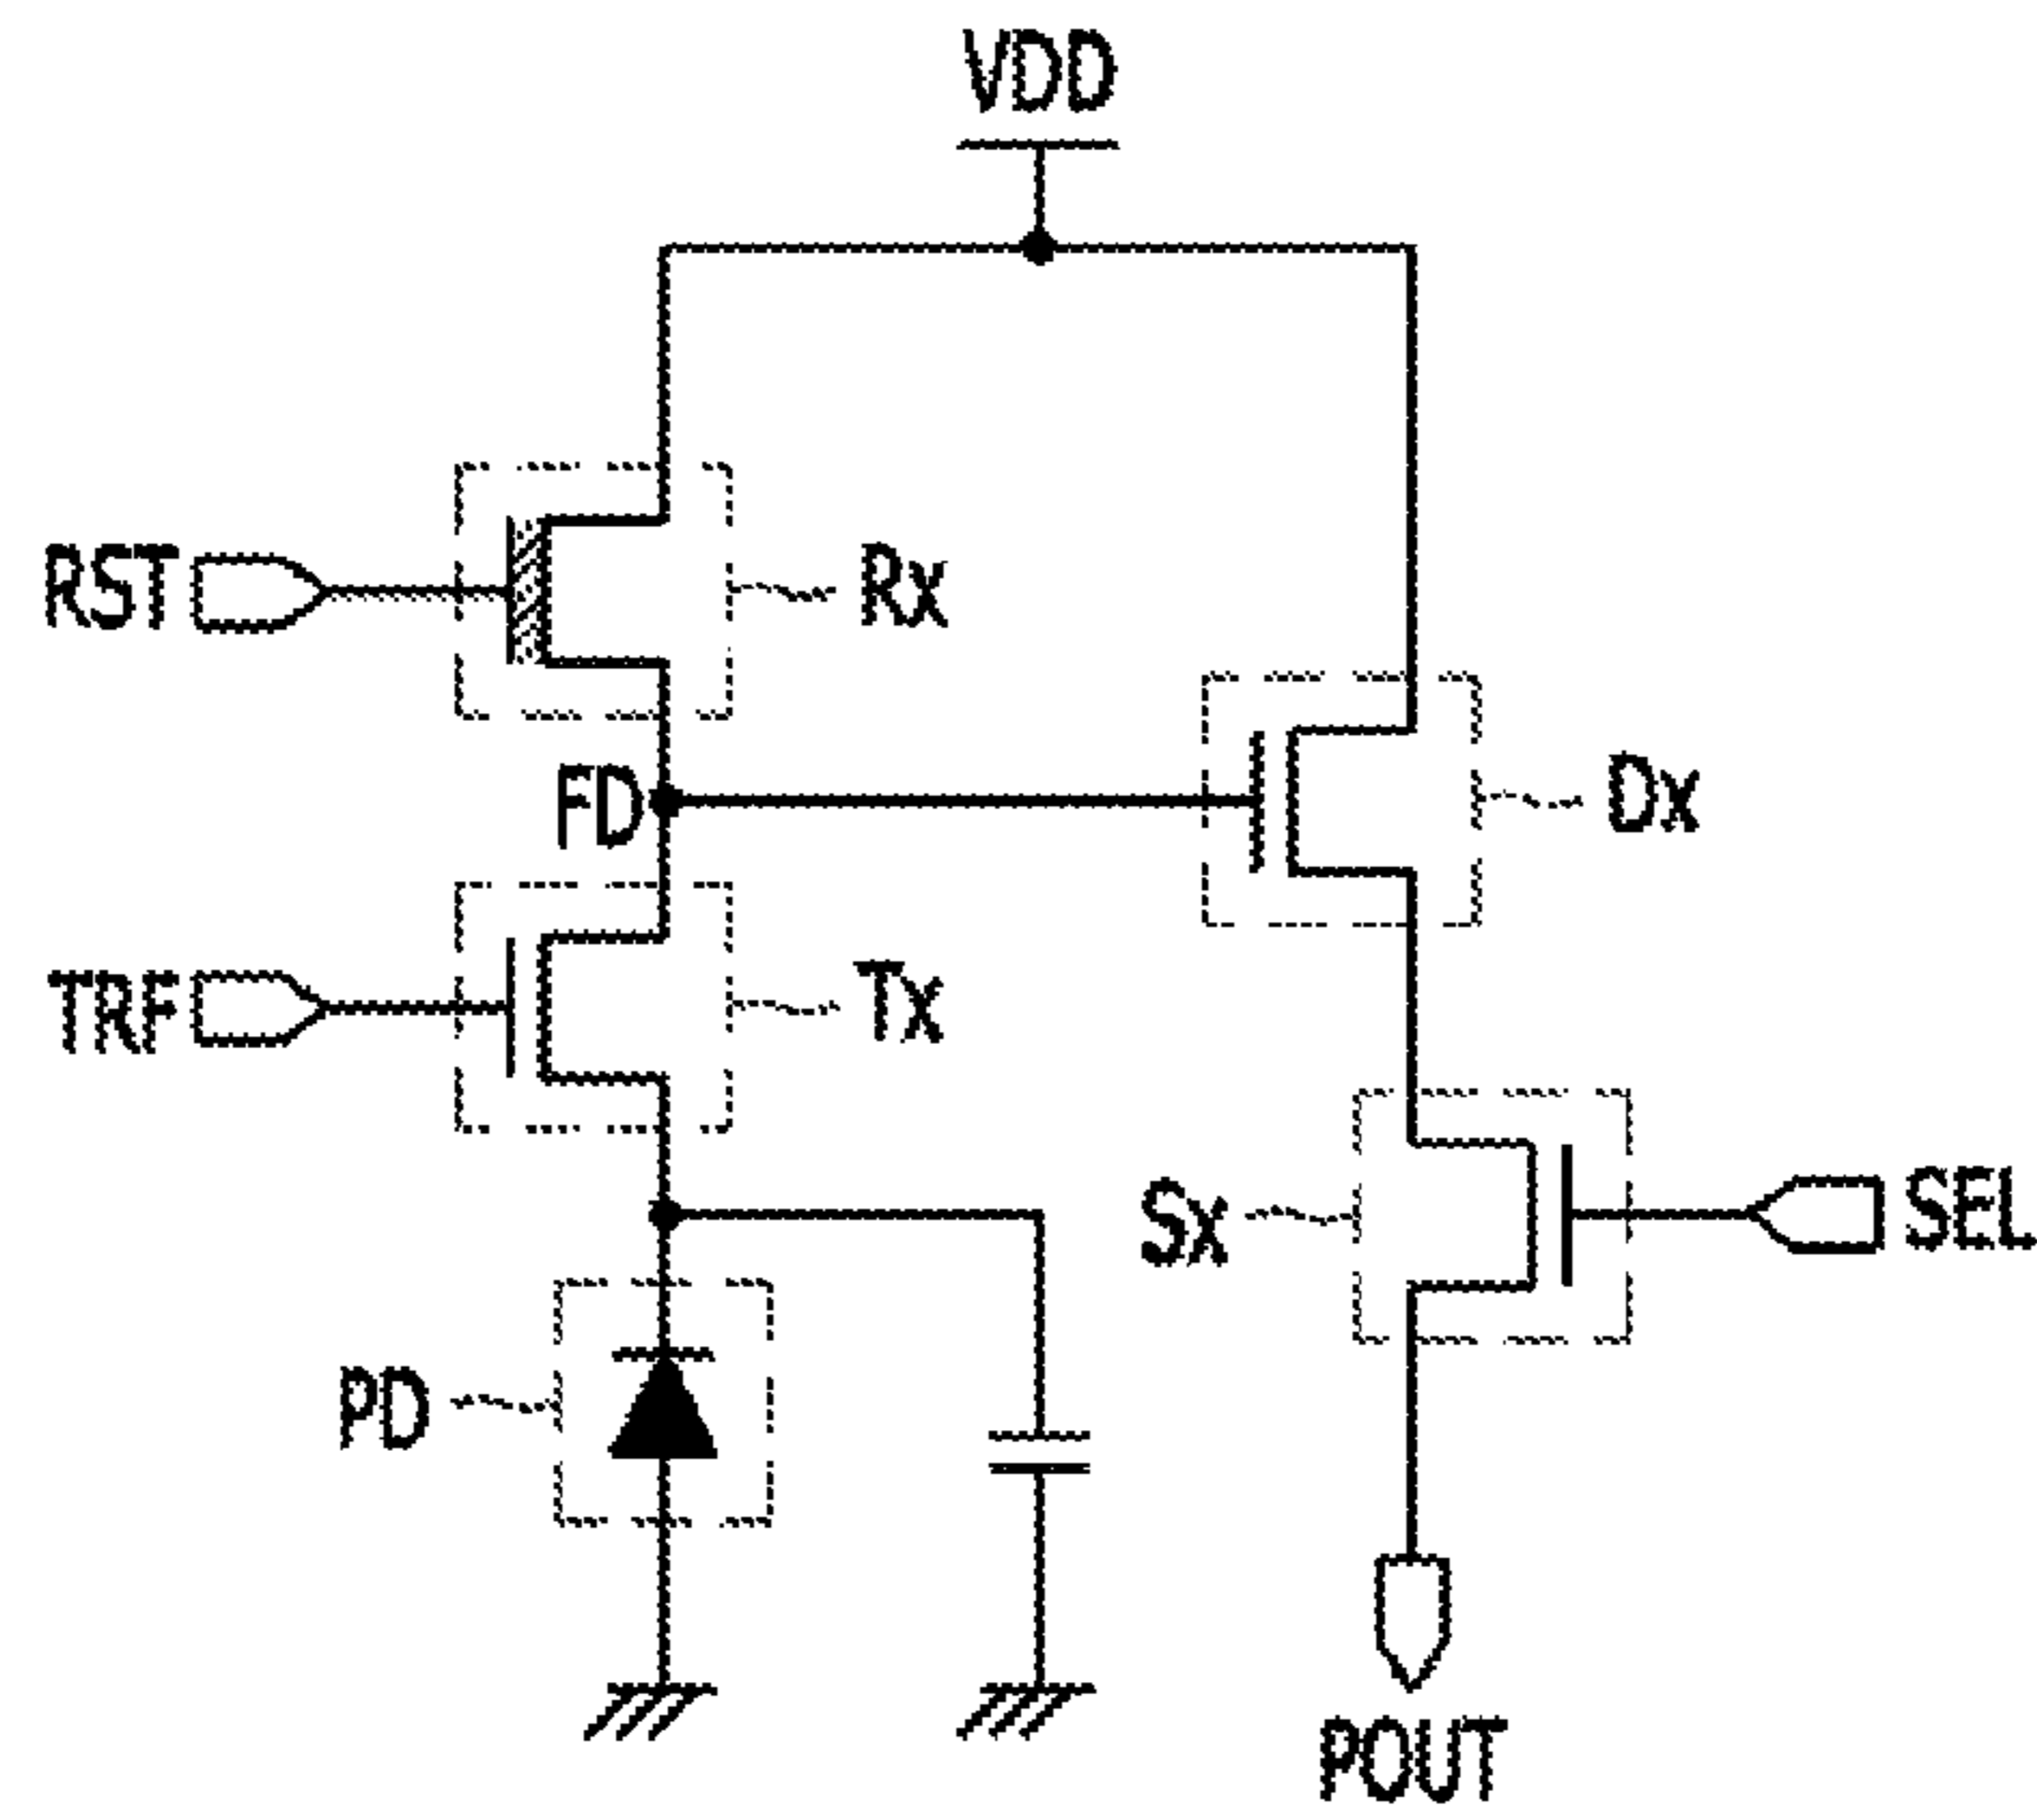 VDD
RST
Rx
FD
Dx
TRF
Tx
Sx
SEL
PD
POUT